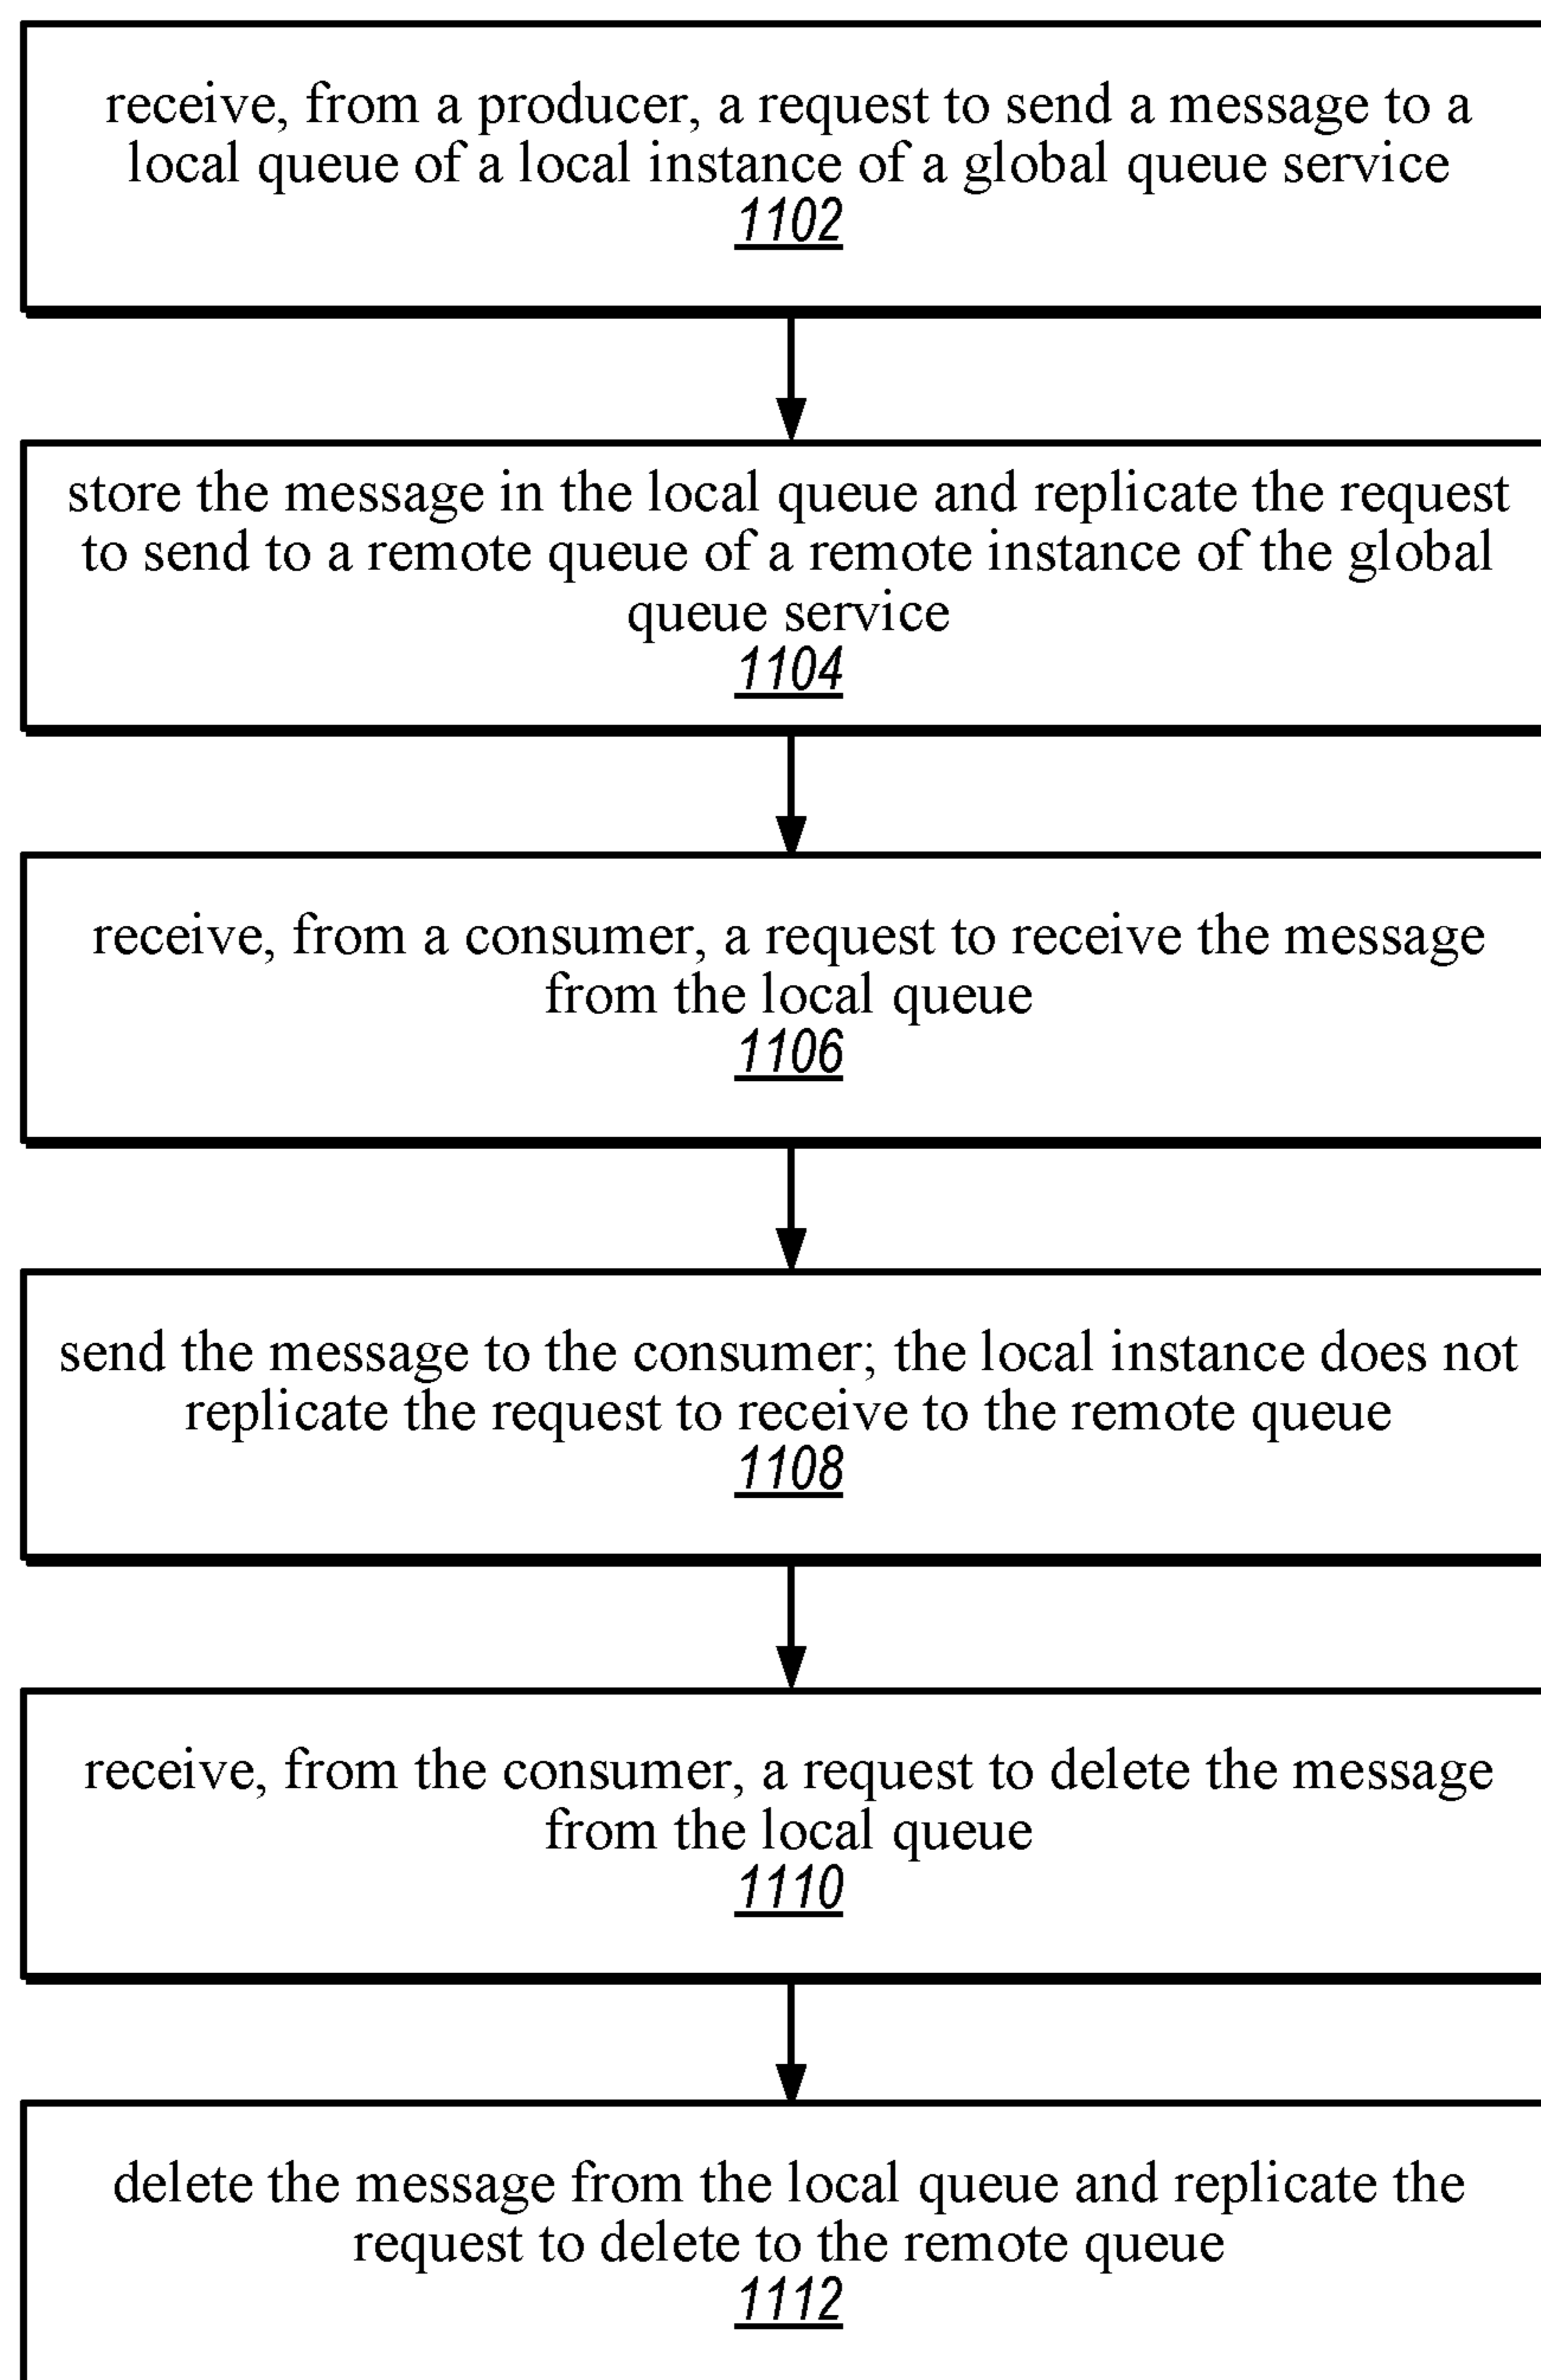 receive, from a producer, a request to send a message to a
local queue of a local instance of a global queue service
1102
store the message in the local queue and replicate the request
to send to a remote queue of a remote instance of the global
queue service
1104
receive, from a consumer, a request to receive the message
from the local queue
1106
send the message to the consumer; the local instance does not
replicate the request to receive to the remote queue
1108
receive, from the consumer, a request to delete the message
from the local queue
1110
delete the message from the local queue and replicate the
request to delete to the remote queue
1112